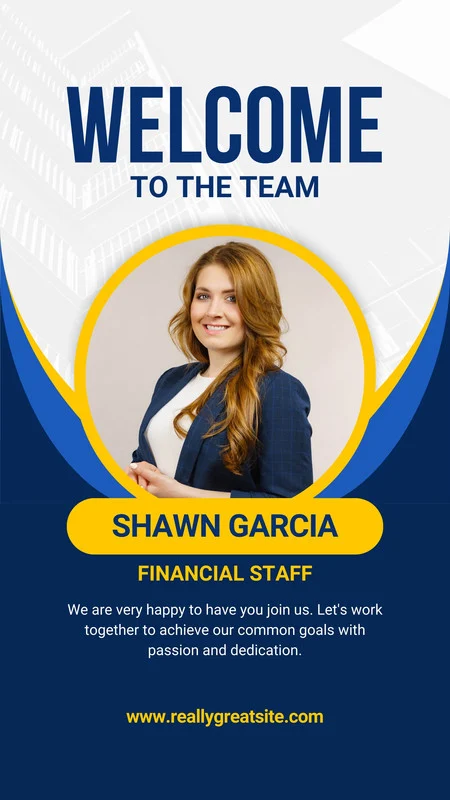 WELCOME
TO THE TEAM
SHAWN GARCIA
FINANCIAL STAFF
We are very happy to have you join us. Let's work
together to achieve our common goals with
passion and dedication.
www.reallygreatsite.com